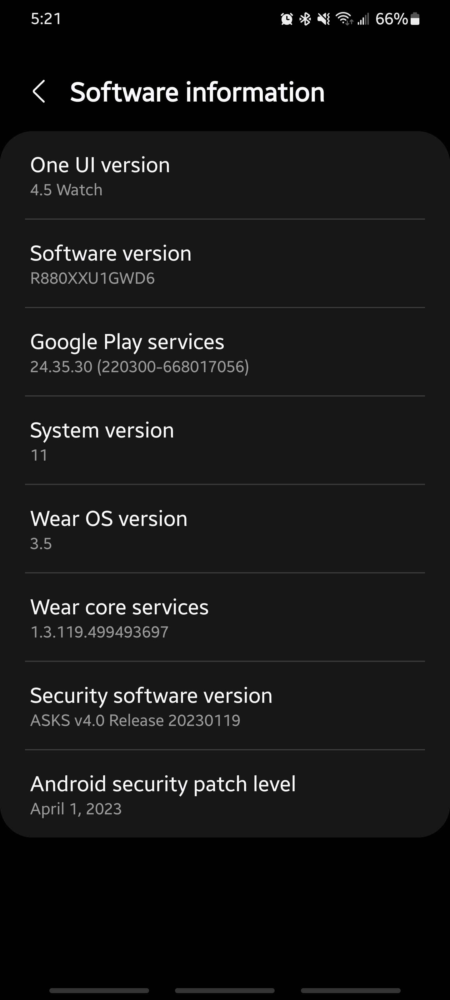 5:21 66%
Software information
One UI version
4.5 Watch
Software version
R880XXU1GWD6
Google Play services
24.35.30 (220300-668017056)
System version
11
Wear OS version
3.5
Wear core services
1.3.119.499493697
Security software version
ASKS v4.0 Release 20230119
Android security patch level
April 1, 2023